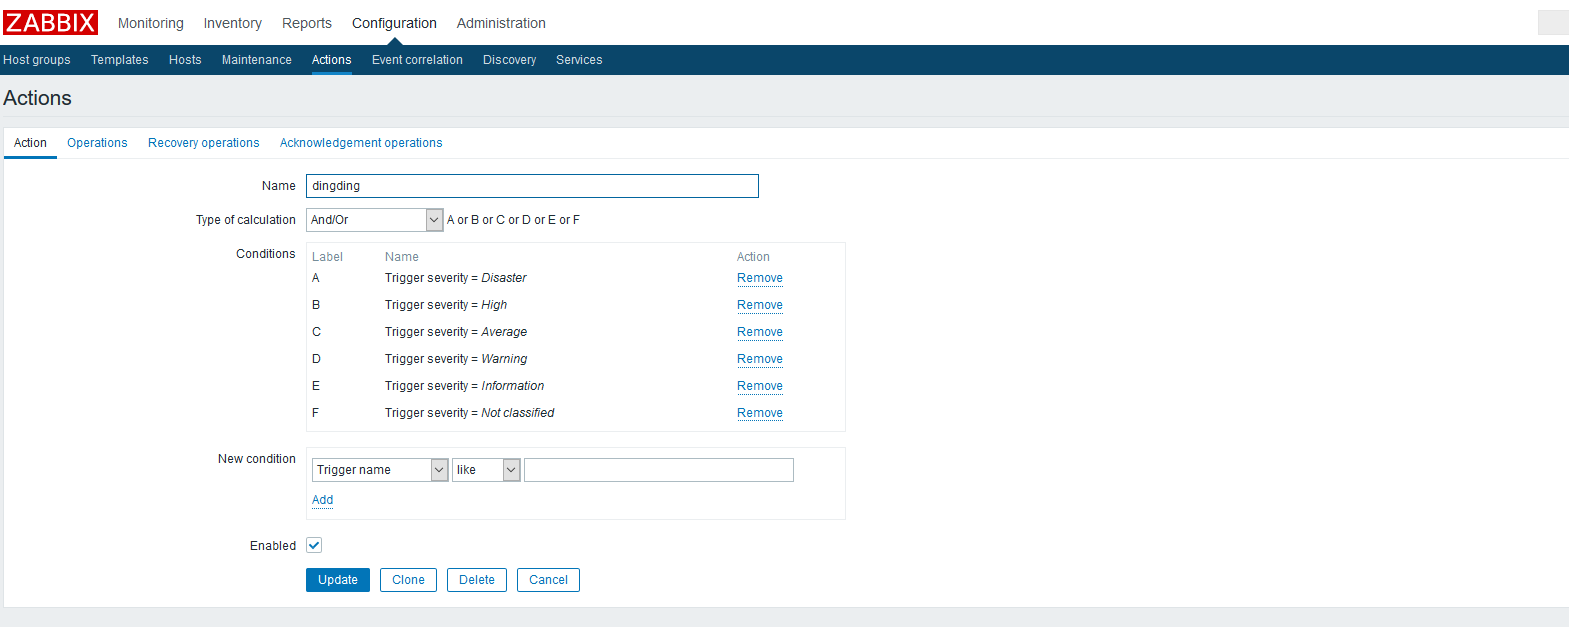 ZABBIX Monitoring Inventory Reports Configuration Administration
Host groups Templates Hosts Maintenance Actions Event correlation Discovery Services
Actions
Action Operations Recovery operations Acknowledgement operations
Name dingding
Type of calculation And/Or A or B or C or D or E or F
Conditions Label Name Action
A Trigger severity = Disaster Remove
B Trigger severity = High Remove
C Trigger severity = Average Remove
D Trigger severity = Warning Remove
E Trigger severity = Information Remove
F Trigger severity = Not classified Remove
New condition Trigger name like
Add
Enabled
Update Clone Delete Cancel